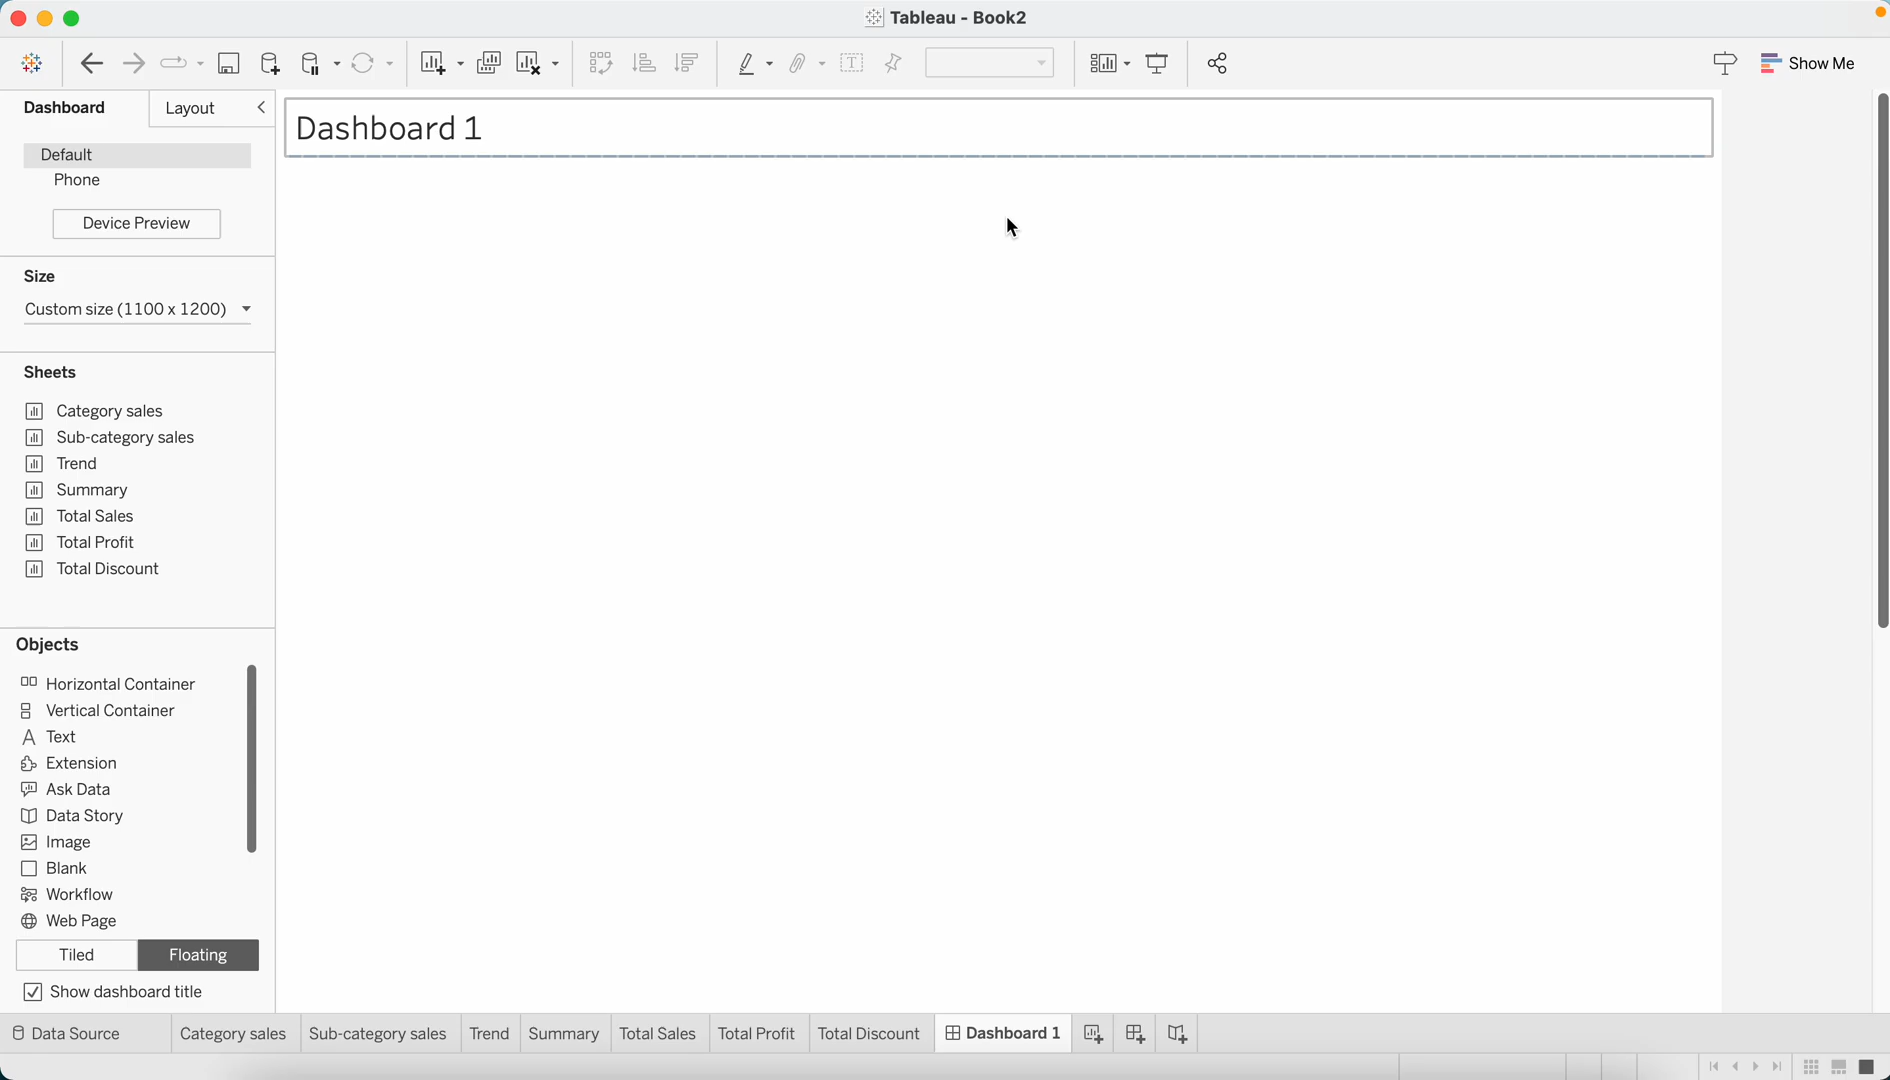 Tableau - Book2
Show Me
Dashboard
Layout
Default
Phone
Device Preview
Size
Custom size (1100 x 1200)
Sheets
Category sales
Sub-category sales
Trend
Summary
Total Sales
Total Profit
Total Discount
Objects
Horizontal Container
Vertical Container
Text
Extension
Ask Data
Data Story
Image
Blank
Workflow
Web Page
Tiled
Floating
Show dashboard title
Dashboard 1
Data Source
Category sales
Sub-category sales
Trend
Summary
Total Sales
Total Profit
Total Discount
Dashboard 1